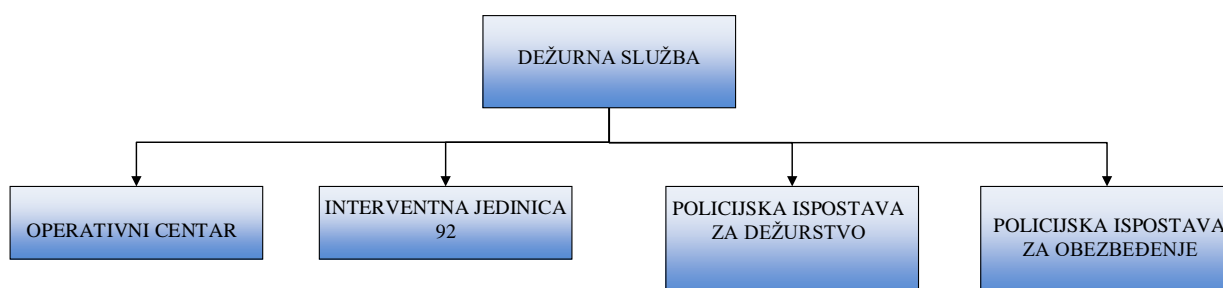 DEŽURNA SLUŽBA
OPERATIVNI CENTAR
INTERVENTNA JEDINICA
92
POLICIJSKA ISPOSTAVA
ZA DEŽURSTVO
POLICIJSKA ISPOSTAVA
ZA OBEZBEĐENJE